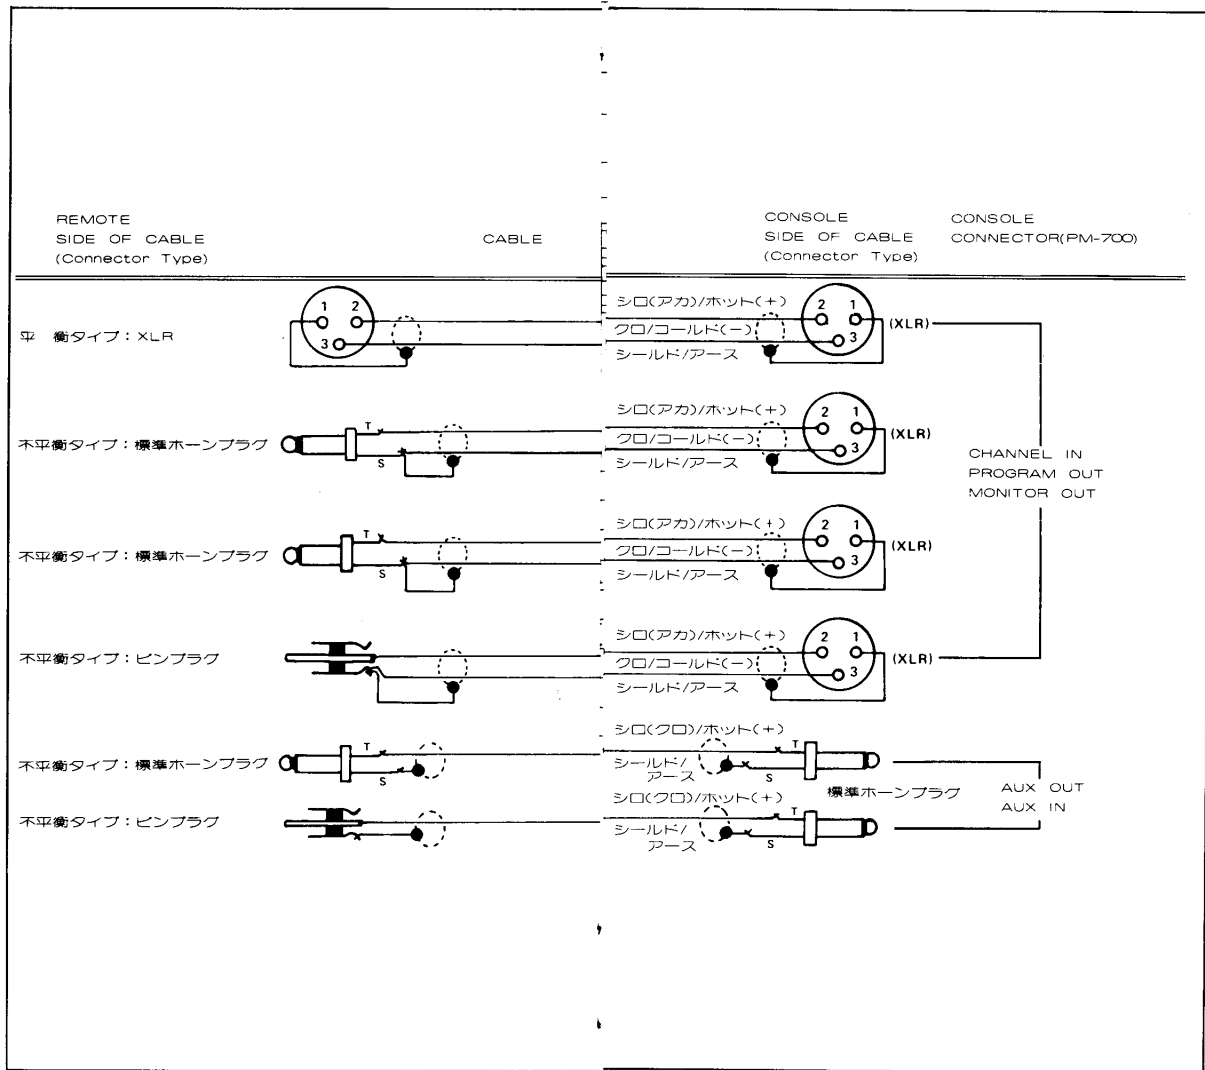 REMOTE
SIDE OF CABLE
(Connector Type)
CABLE
CONSOLE
SIDE OF CABLE
(Connector Type)
CONSOLE
CONNECTOR(PM-700)
平 衡タイプ：XLR
1 2
3
シロ(アカ)/ホット(+)
クロ/コールド(−)
シールド/アース
2 1
3
(XLR)
不平衡タイプ：標準ホーンプラグ
T
S
シロ(アカ)/ホット(+)
クロ/コールド(−)
シールド/アース
2 1
3
(XLR)
CHANNEL IN
PROGRAM OUT
MONITOR OUT
不平衡タイプ：標準ホーンプラグ
T
S
シロ(アカ)/ホット(+)
クロ/コールド(−)
シールド/アース
2 1
3
(XLR)
不平衡タイプ：ピンプラグ
シロ(アカ)/ホット(+)
クロ/コールド(−)
シールド/アース
2 1
3
(XLR)
不平衡タイプ：標準ホーンプラグ
T
S
シロ(クロ)/ホット(+)
シールド/
アース
T
S
標準ホーンプラグ
AUX OUT
AUX IN
不平衡タイプ：ピンプラグ
シロ(クロ)/ホット(+)
シールド/
アース
T
S